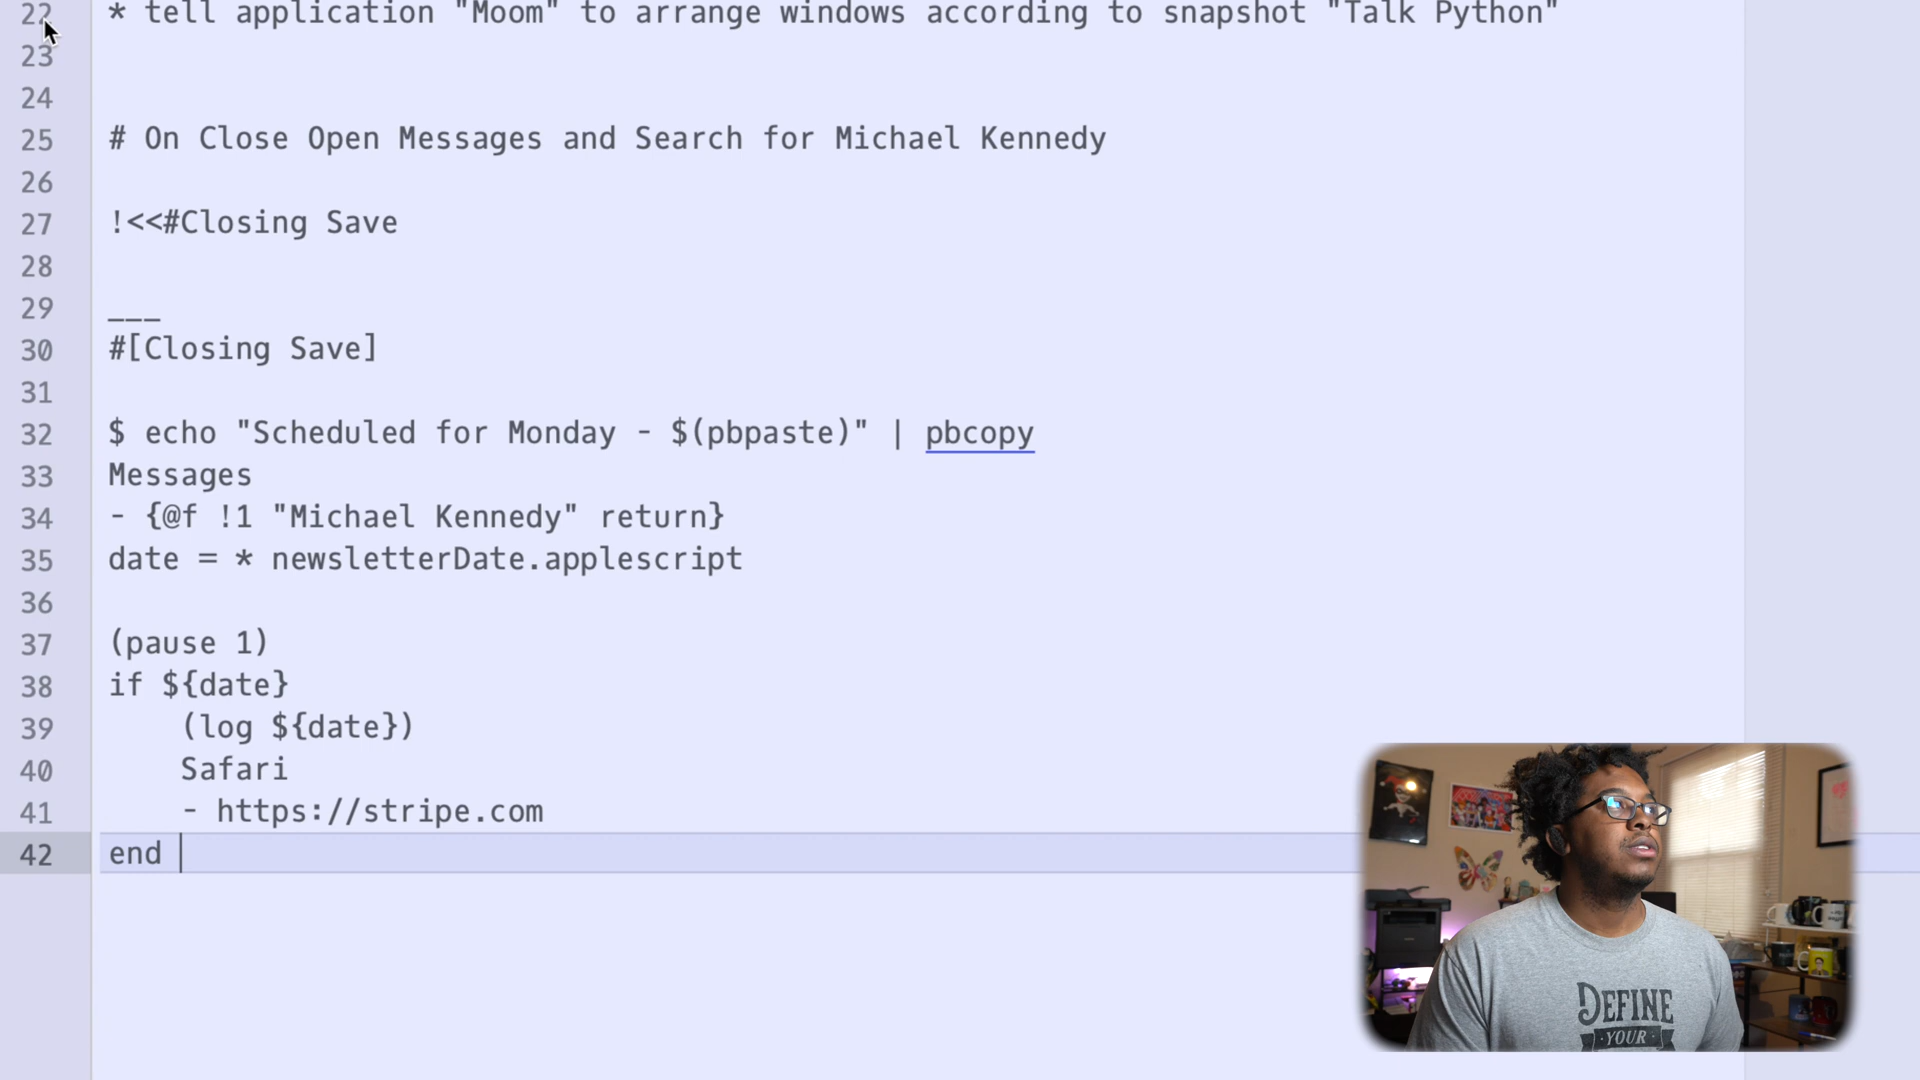 22 * tell application "Moom" to arrange windows according to snapshot "Talk Python"
23
24
25 # On Close Open Messages and Search for Michael Kennedy
26
27 !<<#Closing Save
28
29 ___
30 #[Closing Save]
31
32 $ echo "Scheduled for Monday - $(pbpaste)" | pbcopy
33 Messages
34 - {@f !1 "Michael Kennedy" return}
35 date = * newsletterDate.applescript
36
37 (pause 1)
38 if ${date}
39 (log ${date})
40 Safari
41 - https://stripe.com
42 end
DEFINE
·YOUR·